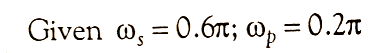 Given ωₛ = 0.6π; ωₚ = 0.2π